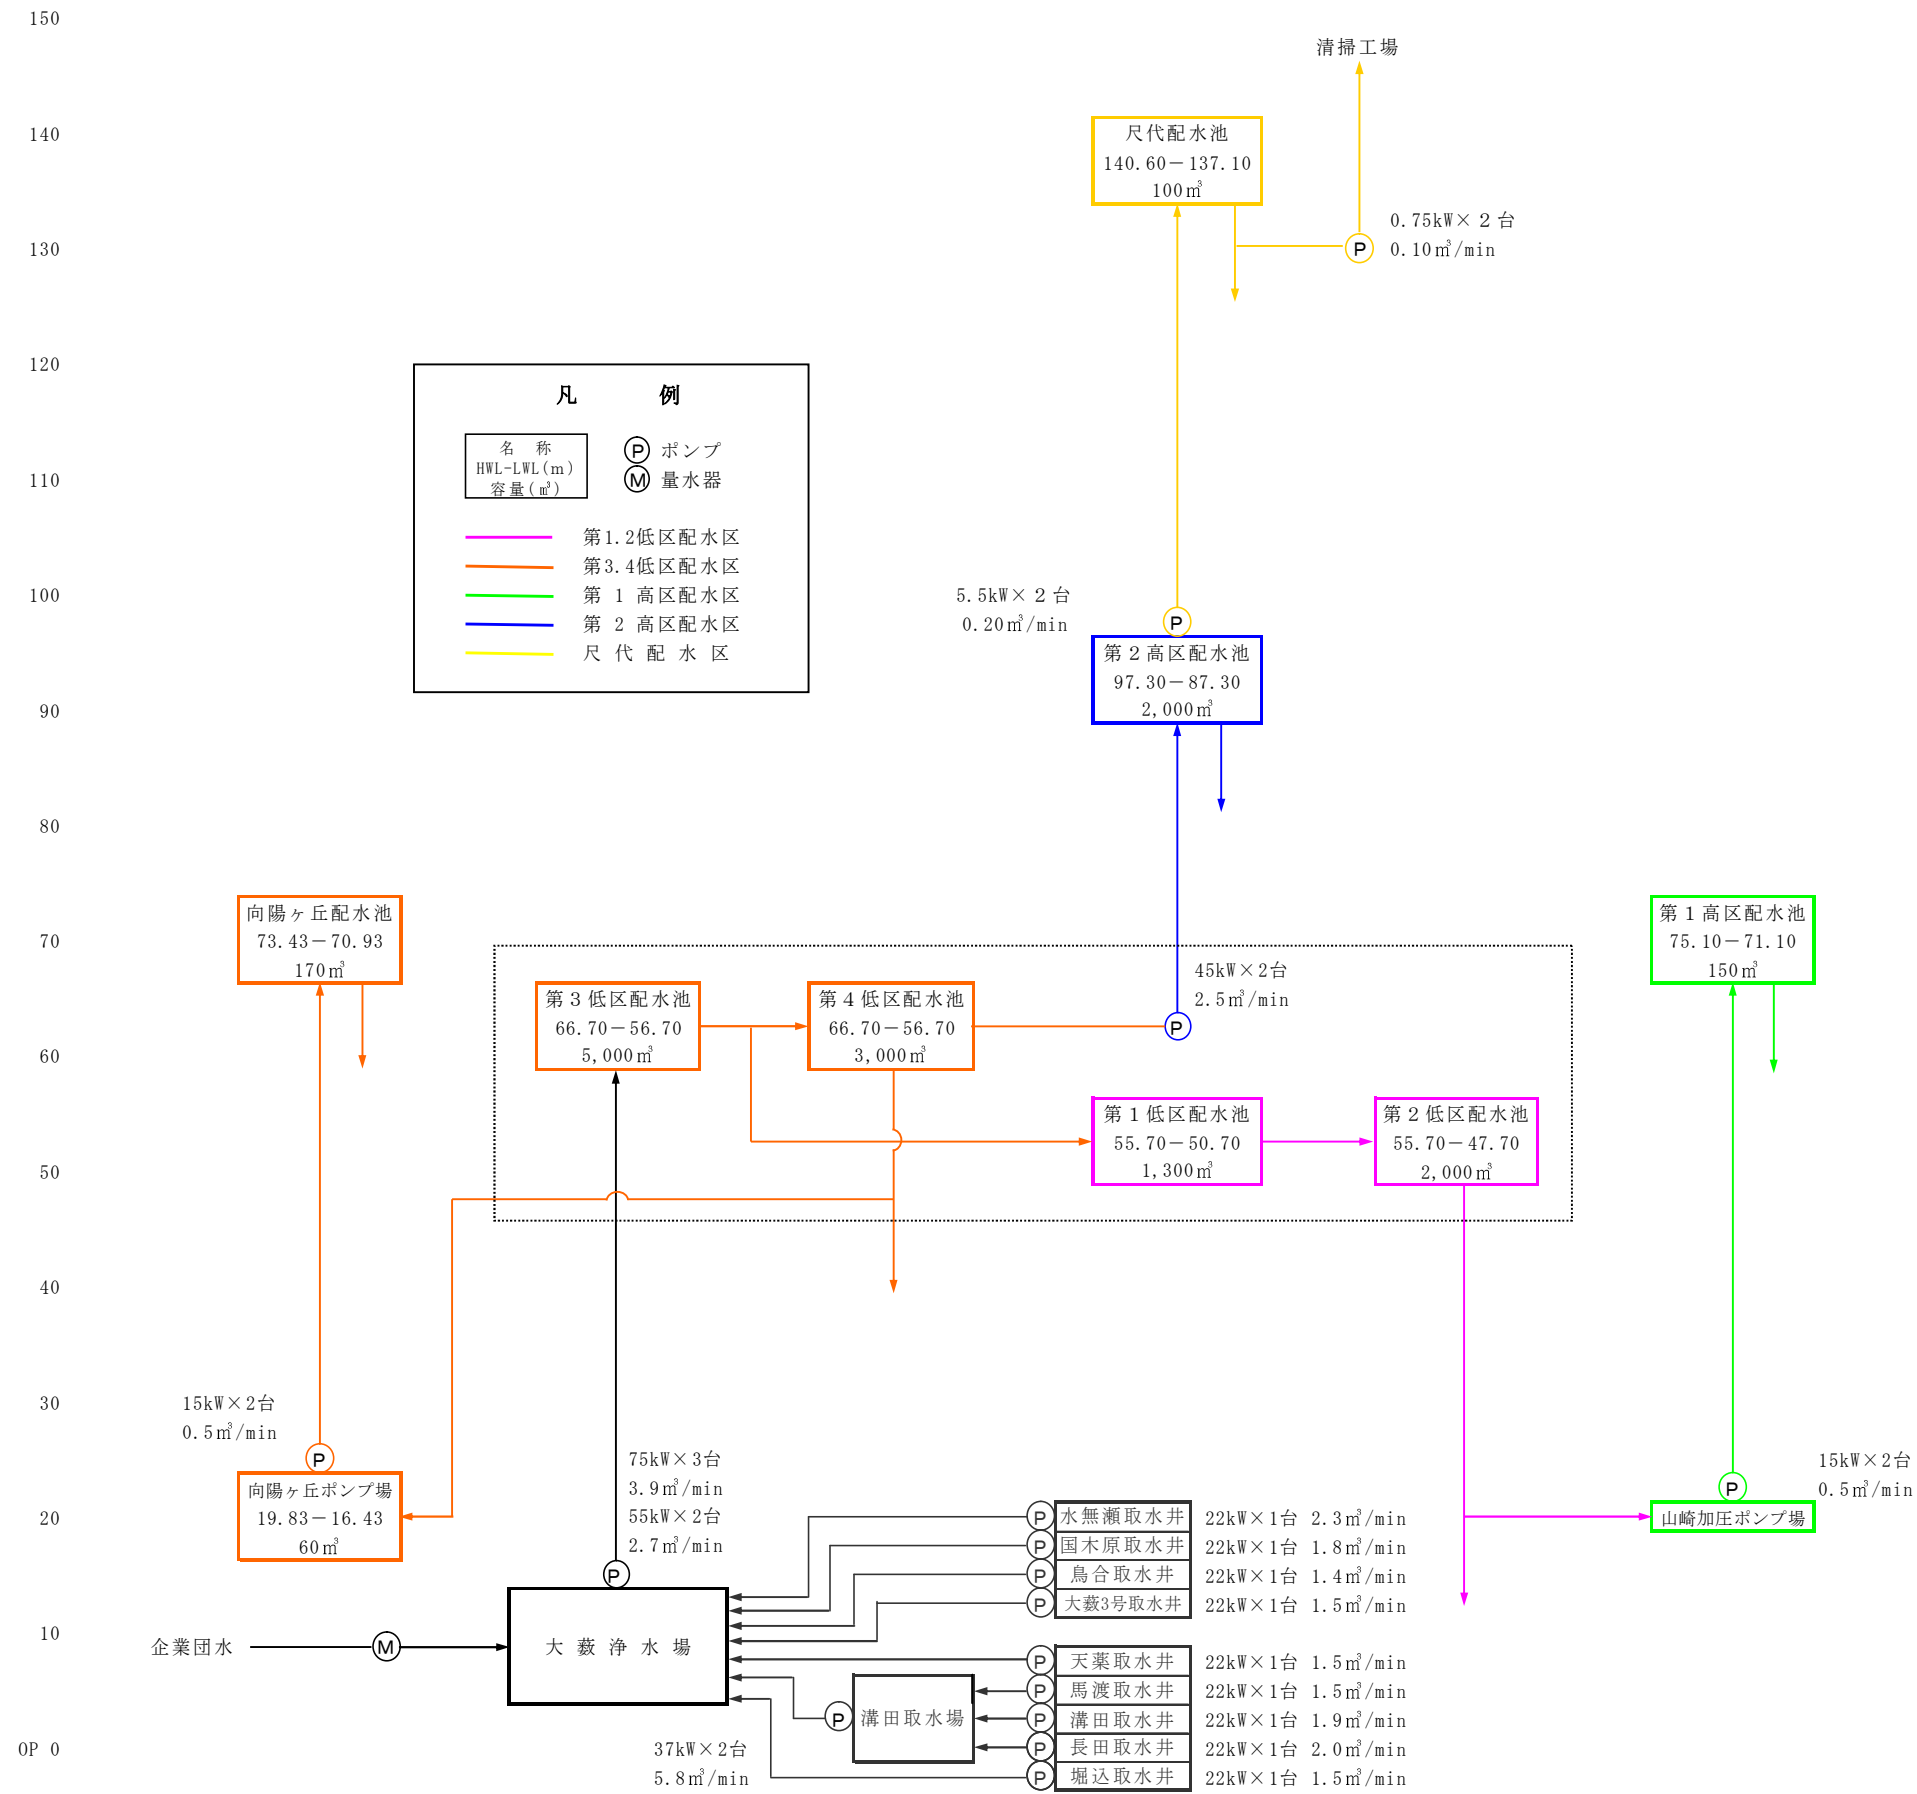 150
140
130
120
110
100
90
80
70
60
50
40
30
20
10
OP 0
清掃工場
尺代配水池
140.60－137.10
100㎥
0.75kW×２台
0.10㎥/min
P
凡 例
名 称
HWL-LWL(m)
容量(㎥)
P ポンプ
M 量水器
第1.2低区配水区
第3.4低区配水区
第 1 高区配水区
第 2 高区配水区
尺 代 配 水 区
5.5kW×２台
0.20㎥/min
P
第２高区配水池
97.30－87.30
2,000㎥
向陽ヶ丘配水池
73.43－70.93
170㎥
第１高区配水池
75.10－71.10
150㎥
45kW×2台
2.5㎥/min
P
第３低区配水池
66.70－56.70
5,000㎥
第４低区配水池
66.70－56.70
3,000㎥
第１低区配水池
55.70－50.70
1,300㎥
第２低区配水池
55.70－47.70
2,000㎥
15kW×2台
0.5㎥/min
P
向陽ヶ丘ポンプ場
19.83－16.43
60㎥
75kW×3台
3.9㎥/min
55kW×2台
2.7㎥/min
P
15kW×2台
0.5㎥/min
P
山崎加圧ポンプ場
企業団水
M
大 薮 浄 水 場
P 水無瀬取水井 22kW×1台 2.3㎥/min
P 国木原取水井 22kW×1台 1.8㎥/min
P 鳥合取水井 22kW×1台 1.4㎥/min
P 大薮3号取水井 22kW×1台 1.5㎥/min
P 天薬取水井 22kW×1台 1.5㎥/min
P 馬渡取水井 22kW×1台 1.5㎥/min
P 溝田取水井 22kW×1台 1.9㎥/min
P 長田取水井 22kW×1台 2.0㎥/min
P 堀込取水井 22kW×1台 1.5㎥/min
P 溝田取水場
37kW×2台
5.8㎥/min